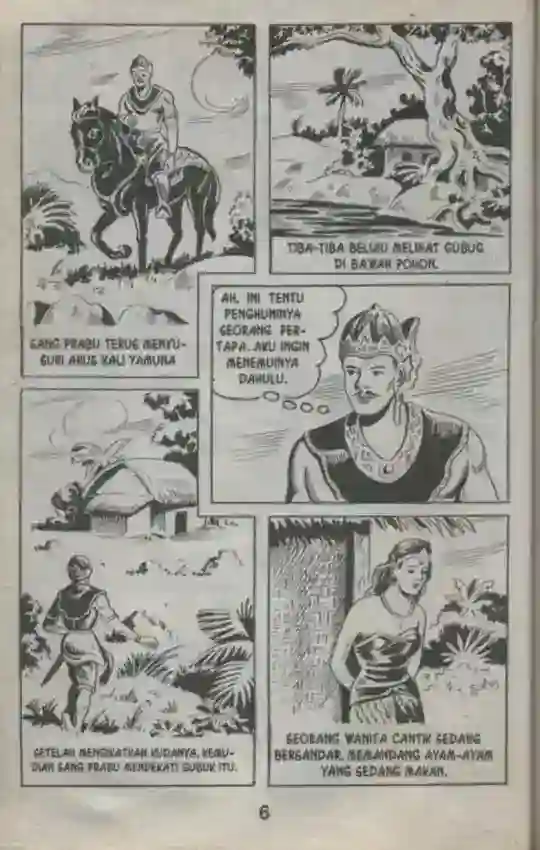 SANG PRABU TERUS MENYU-
SURI ARUS KALI YAMUNA
TIBA-TIBA BELIAU MELIHAT GUBUG
DI BAWAH POHON.
AH, INI TENTU
PENGHUNINYA
SEORANG PER-
TAPA. AKU INGIN
MENEMUINYA
DAHULU.
SETELAH MENGIKATKAN KUDANYA, KEMU-
DIAN SANG PRABU MENDEKATI GUBUK ITU.
SEORANG WANITA CANTIK SEDANG
BERSANDAR, MEMANDANG AYAM-AYAM
YANG SEDANG MAKAN.
6